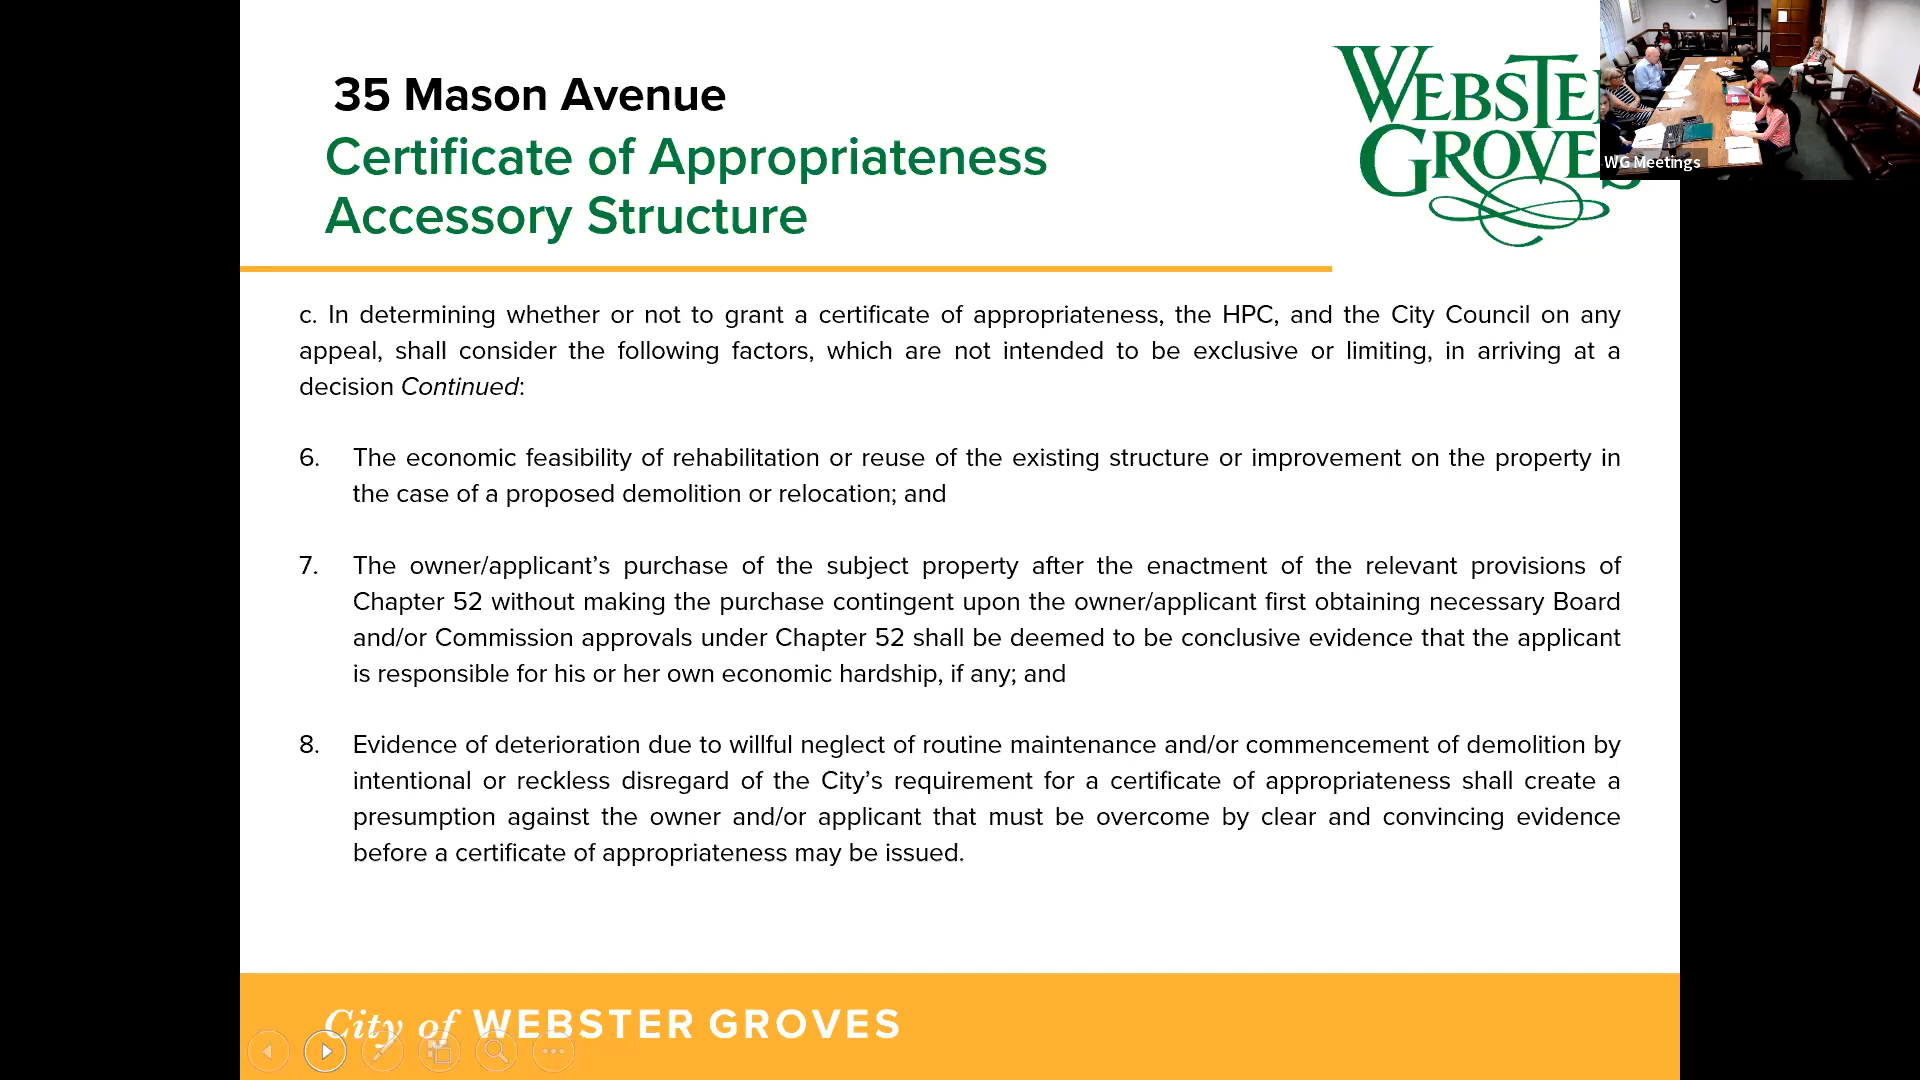 35 Mason Avenue
Certificate of Appropriateness
Accessory Structure
WEBSTE
GROVES
WG Meetings
c. In determining whether or not to grant a certificate of appropriateness, the HPC, and the City Council on any
appeal, shall consider the following factors, which are not intended to be exclusive or limiting, in arriving at a
decision Continued:
6. The economic feasibility of rehabilitation or reuse of the existing structure or improvement on the property in
the case of a proposed demolition or relocation; and
7. The owner/applicant’s purchase of the subject property after the enactment of the relevant provisions of
Chapter 52 without making the purchase contingent upon the owner/applicant first obtaining necessary Board
and/or Commission approvals under Chapter 52 shall be deemed to be conclusive evidence that the applicant
is responsible for his or her own economic hardship, if any; and
8. Evidence of deterioration due to willful neglect of routine maintenance and/or commencement of demolition by
intentional or reckless disregard of the City’s requirement for a certificate of appropriateness shall create a
presumption against the owner and/or applicant that must be overcome by clear and convincing evidence
before a certificate of appropriateness may be issued.
City of WEBSTER GROVES